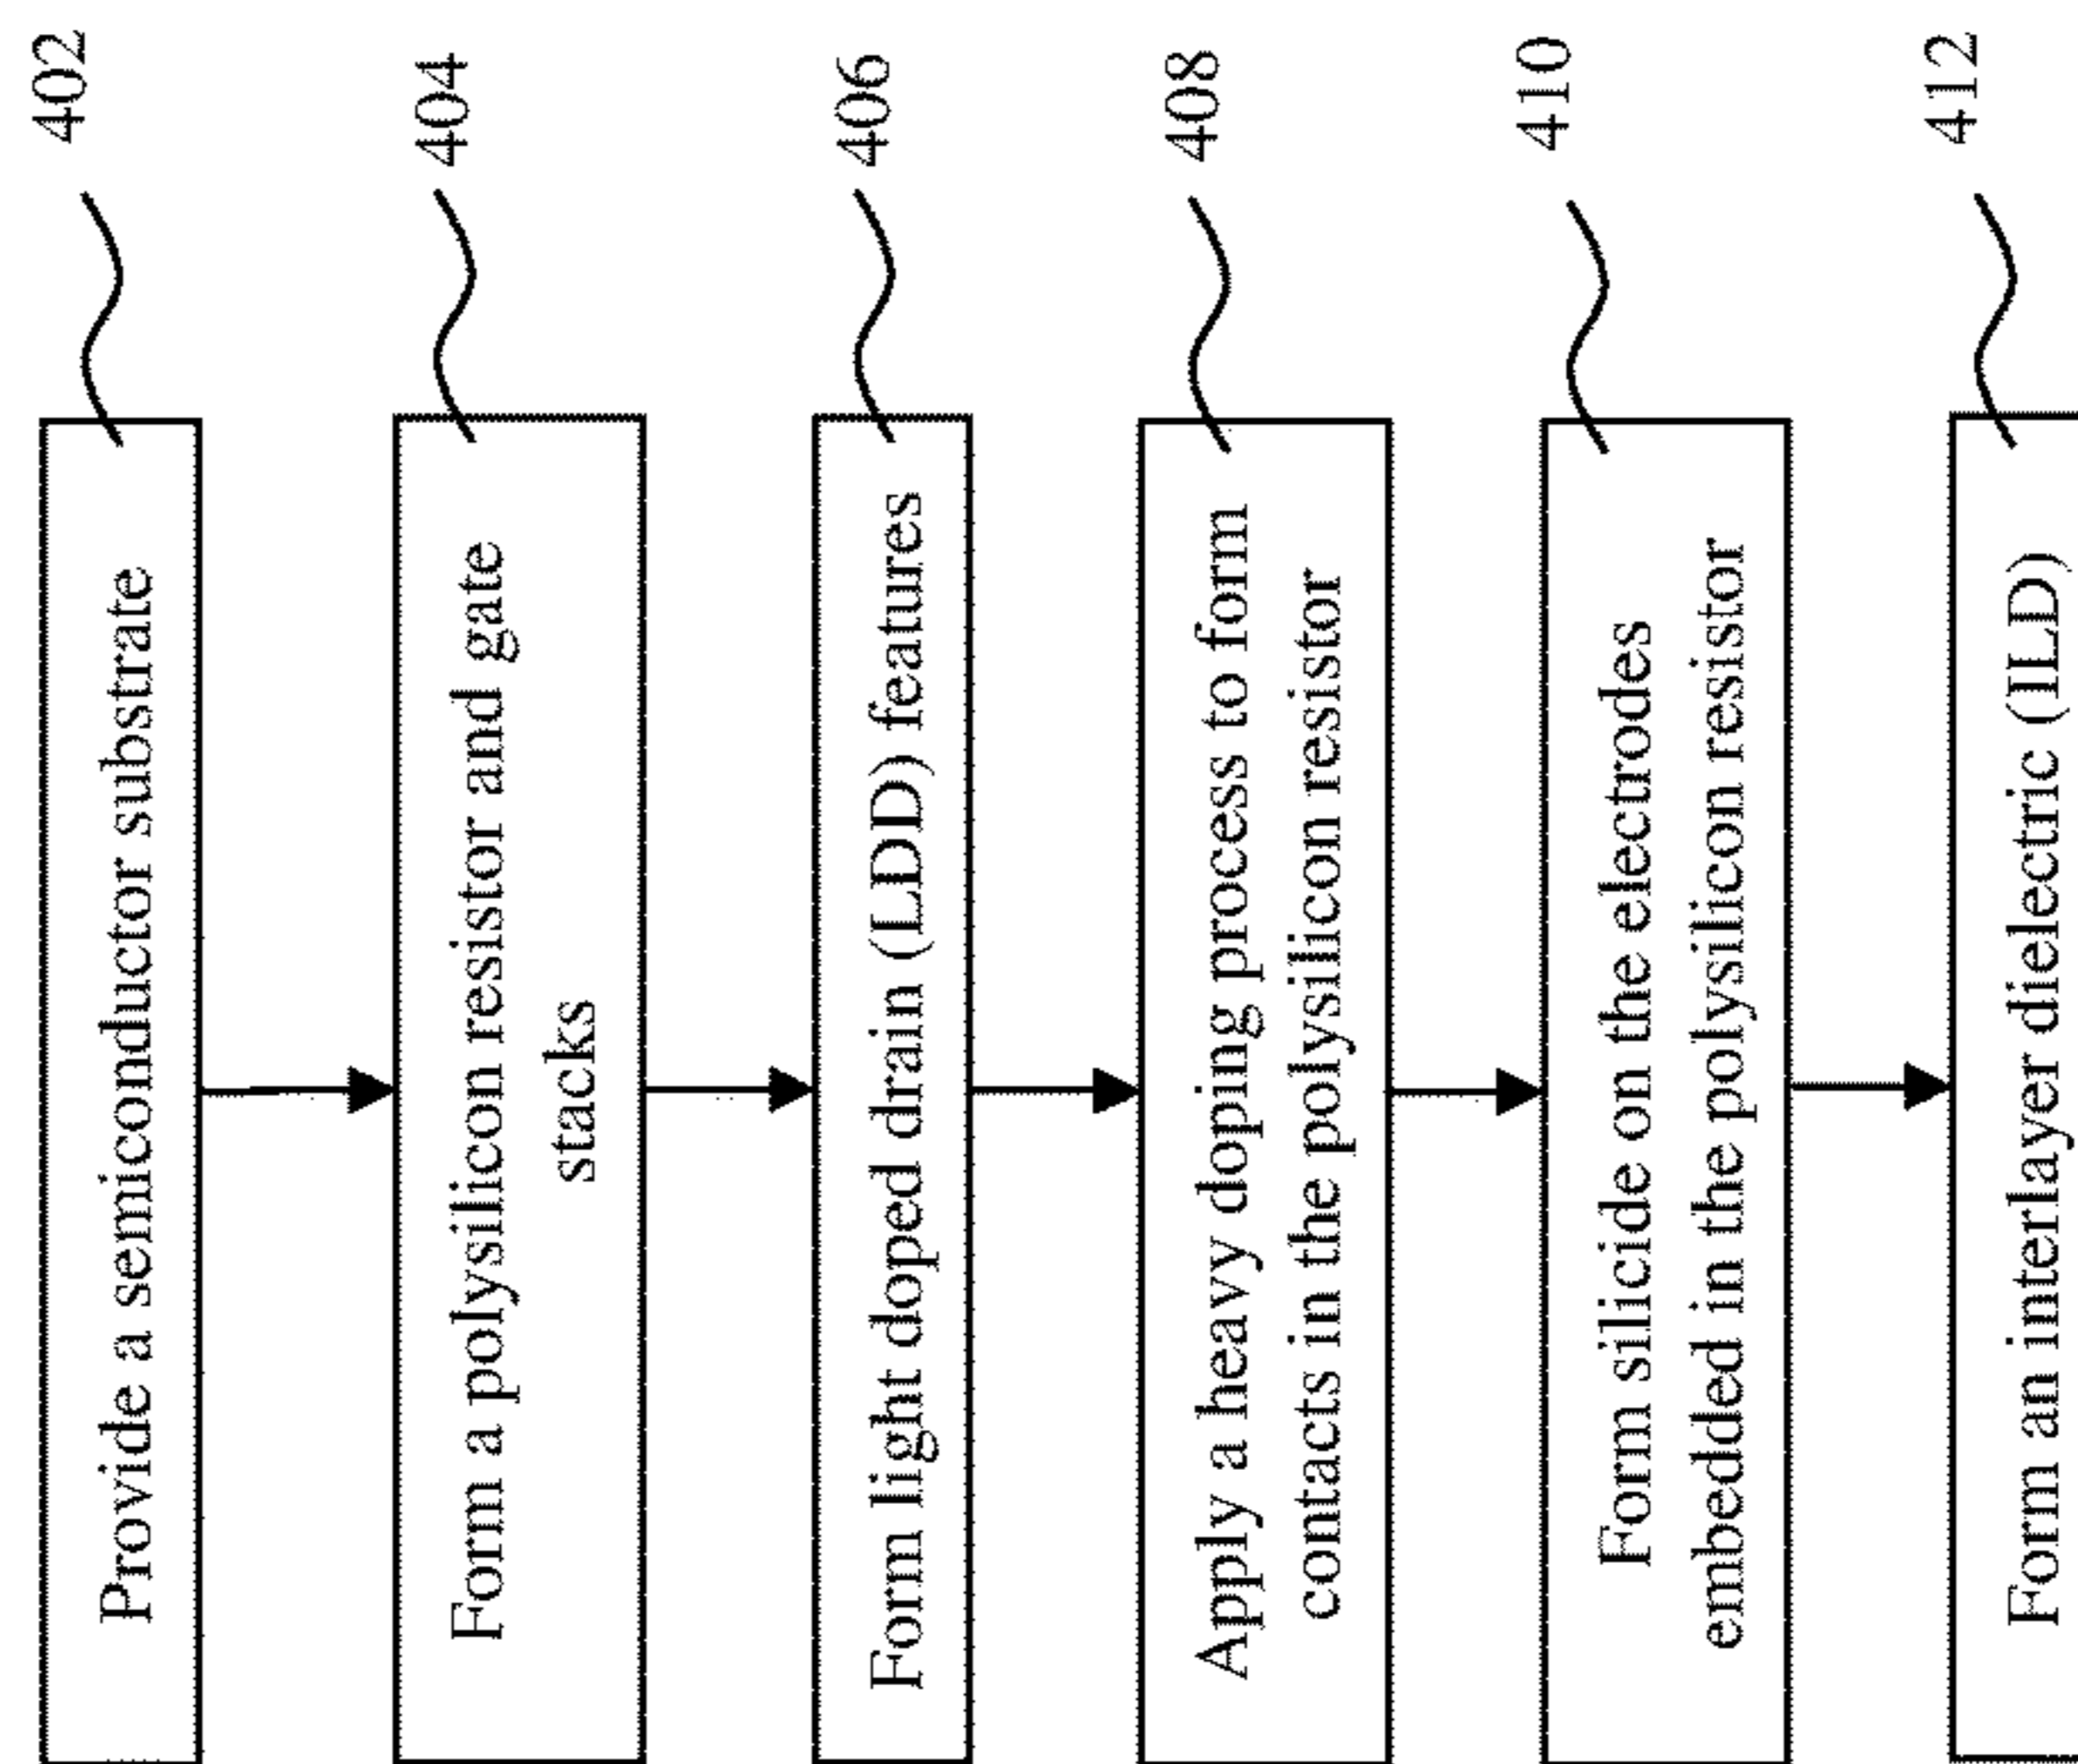 402
Provide a semiconductor substrate
404
Form a polysilicon resistor and gate
stacks
406
Form light doped drain (LDD) features
408
Apply a heavy doping process to form
contacts in the polysilicon resistor
410
Form silicide on the electrodes
embedded in the polysilicon resistor
412
Form an interlayer dielectric (ILD)